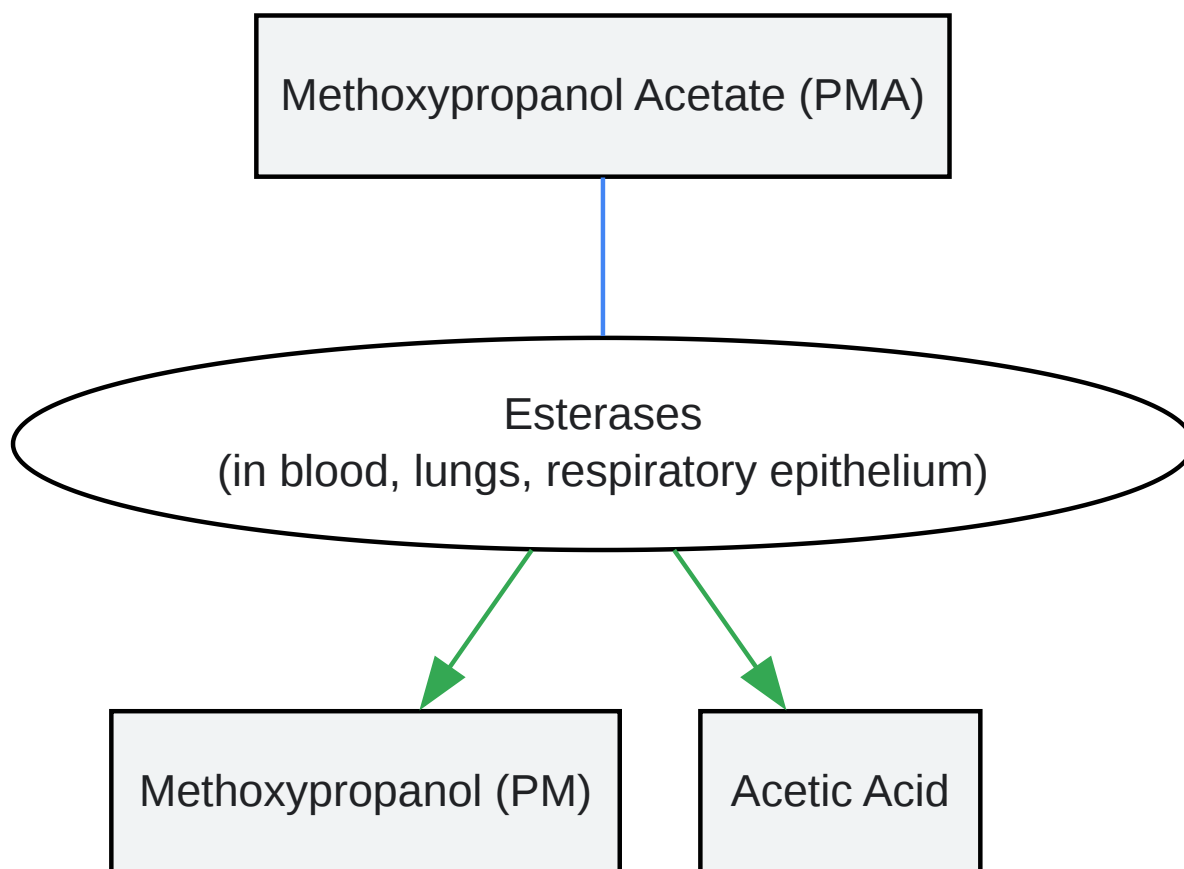 Methoxypropanol Acetate (PMA)
Esterases
(in blood, lungs, respiratory epithelium)
Methoxypropanol (PM)
Acetic Acid